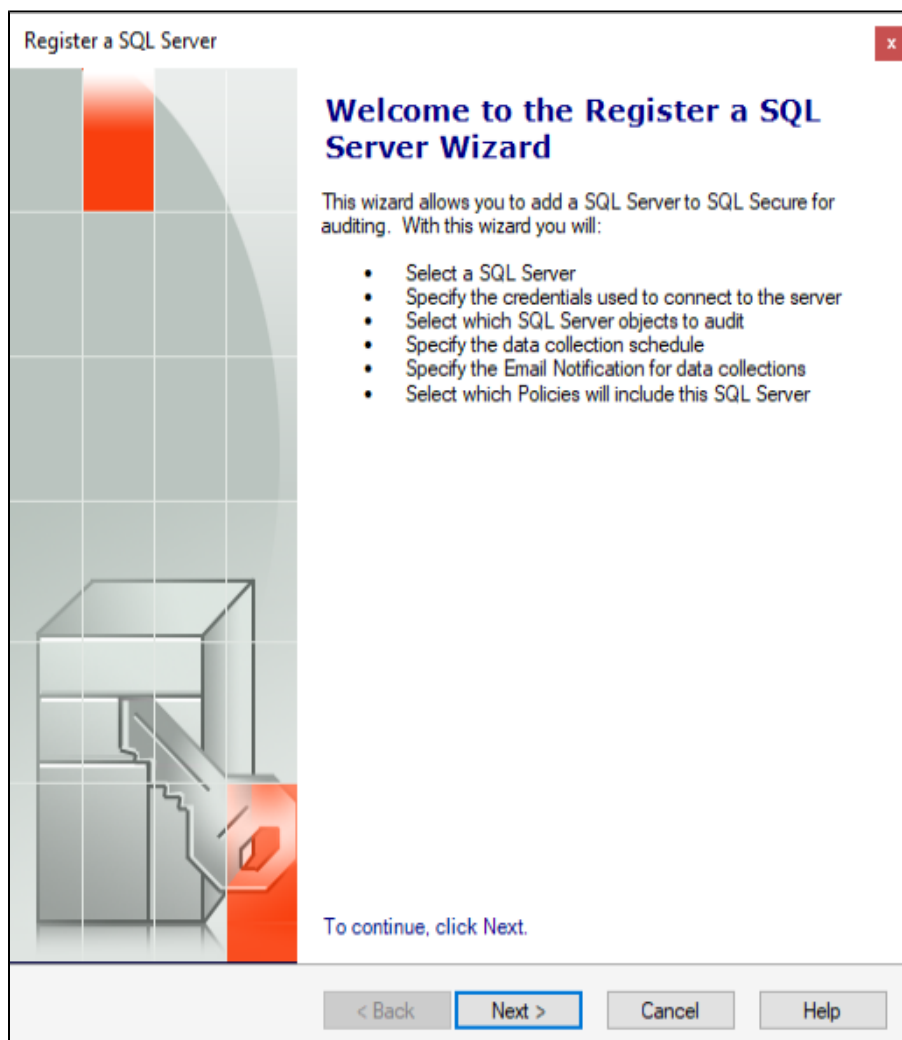 Register a SQL Server
x
Welcome to the Register a SQL
Server Wizard
This wizard allows you to add a SQL Server to SQL Secure for
auditing.  With this wizard you will:
• Select a SQL Server
• Specify the credentials used to connect to the server
• Select which SQL Server objects to audit
• Specify the data collection schedule
• Specify the Email Notification for data collections
• Select which Policies will include this SQL Server
To continue, click Next.
< Back Next > Cancel Help